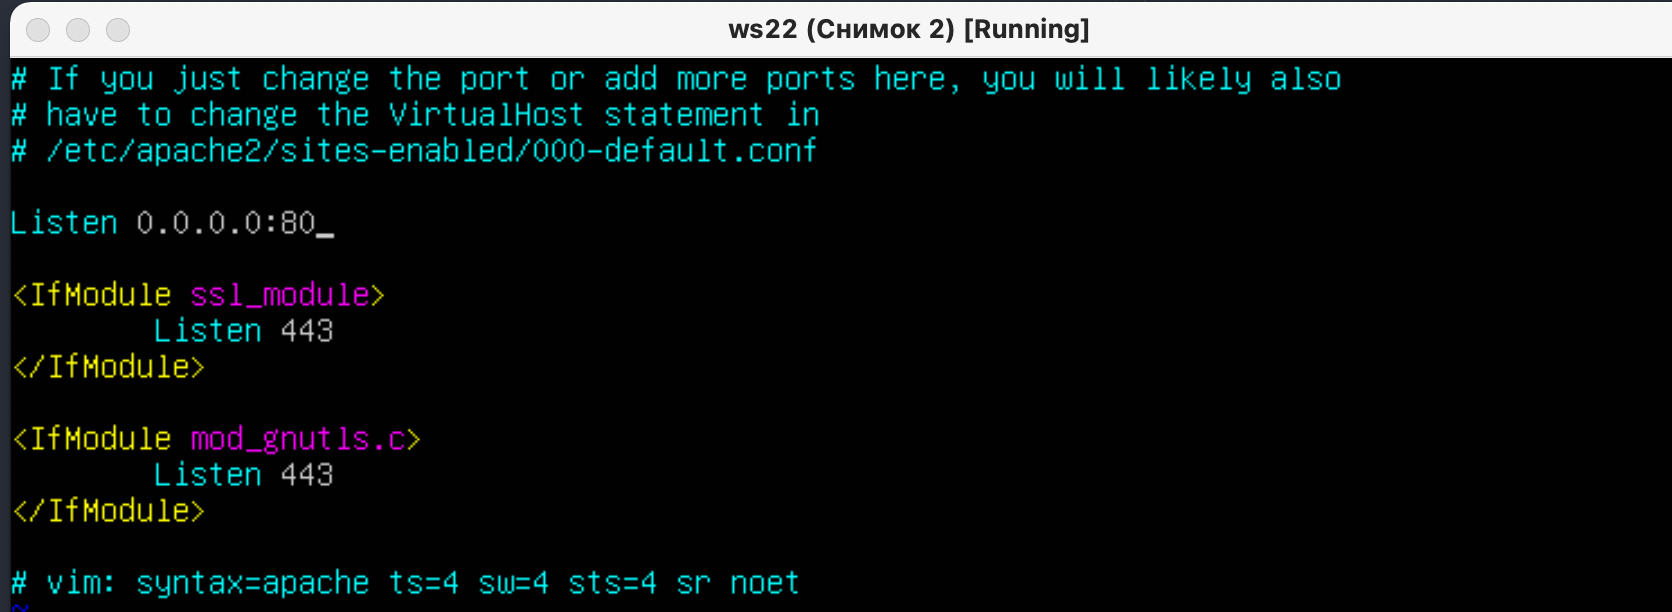 ws22 (Снимок 2) [Running]
# If you just change the port or add more ports here, you will likely also
# have to change the VirtualHost statement in
# /etc/apache2/sites-enabled/000-default.conf
Listen 0.0.0.0:80_
<IfModule ssl_module>
Listen 443
</IfModule>
<IfModule mod_gnutls.c>
Listen 443
</IfModule>
# vim: syntax=apache ts=4 sw=4 sts=4 sr noet
~